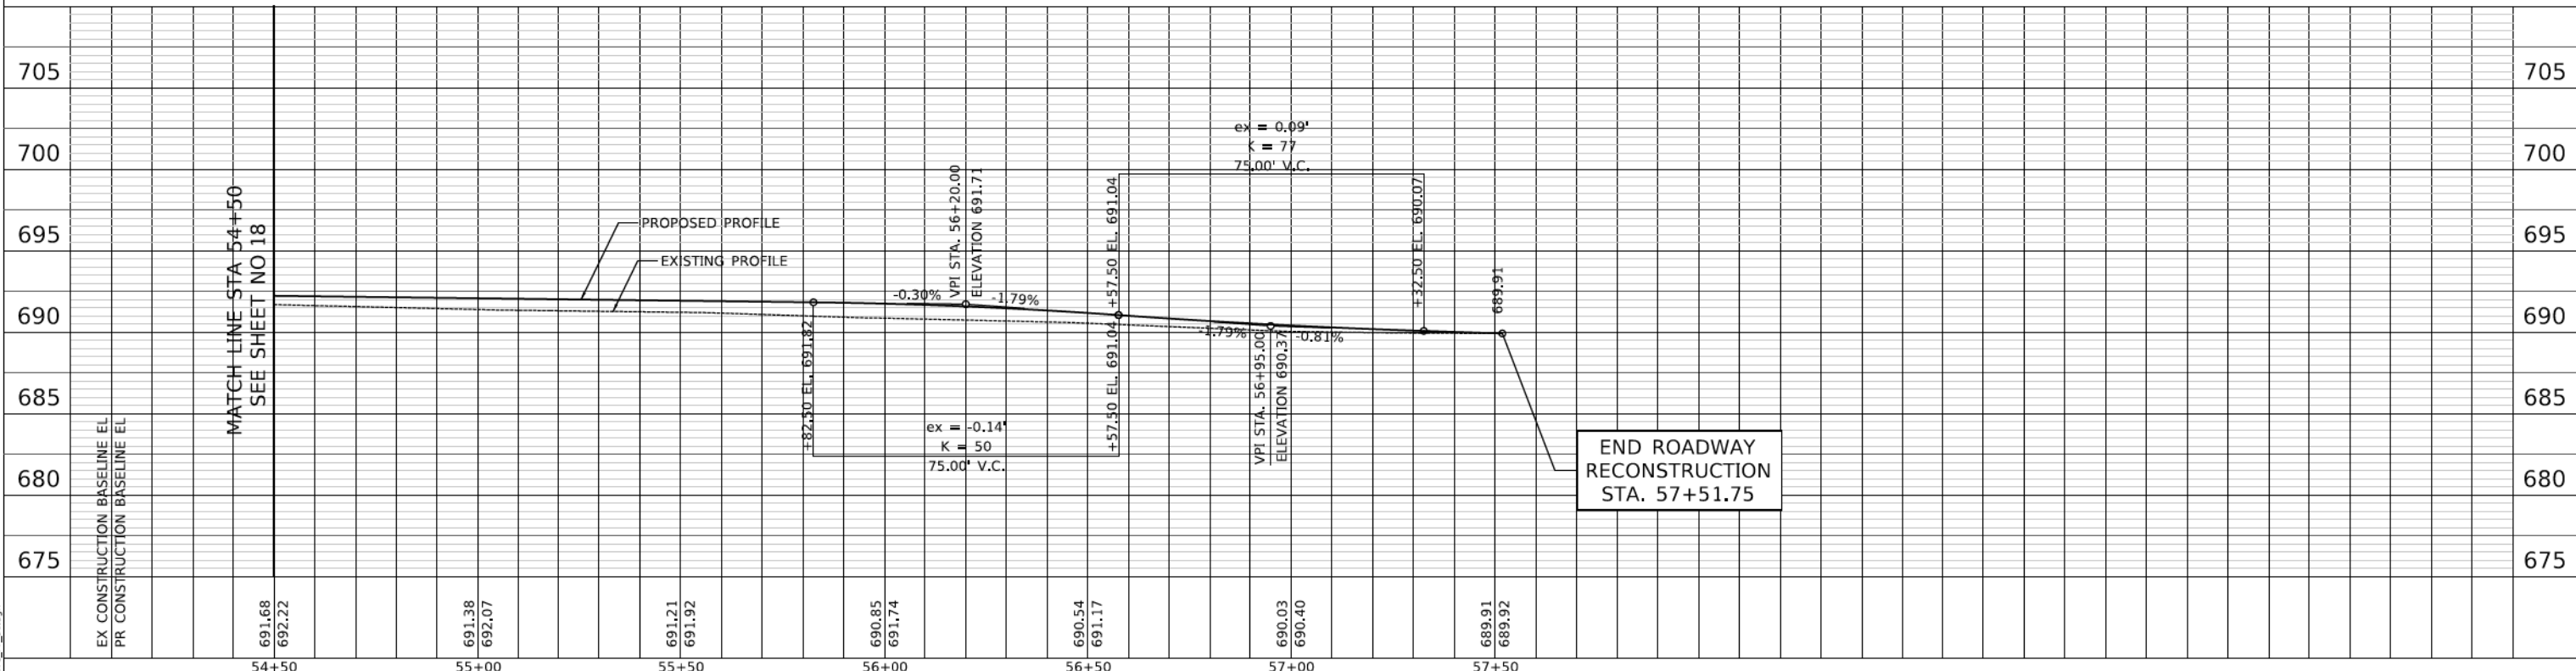 705
700
695
690
685
680
675
705
700
695
690
685
680
675
MATCH LINE STA 54+50
SEE SHEET NO 18
PROPOSED PROFILE
EXISTING PROFILE
+82.50 EL. 691.82
-0.30%
VPI STA. 56+20.00
ELEVATION 691.71
-1.79%
ex = -0.14'
K = 50
75.00' V.C.
+57.50 EL. 691.04
+57.50 EL. 691.04
ex = 0.09'
K = 77
75.00' V.C.
-1.79%
VPI STA. 56+95.00
ELEVATION 690.37
-0.81%
+32.50 EL. 690.07
689.91
END ROADWAY
RECONSTRUCTION
STA. 57+51.75
EX CONSTRUCTION BASELINE EL
PR CONSTRUCTION BASELINE EL
691.68
692.22
691.38
692.07
691.21
691.92
690.85
691.74
690.54
691.17
690.03
690.40
689.91
689.92
54+50
55+00
55+50
56+00
56+50
57+00
57+50